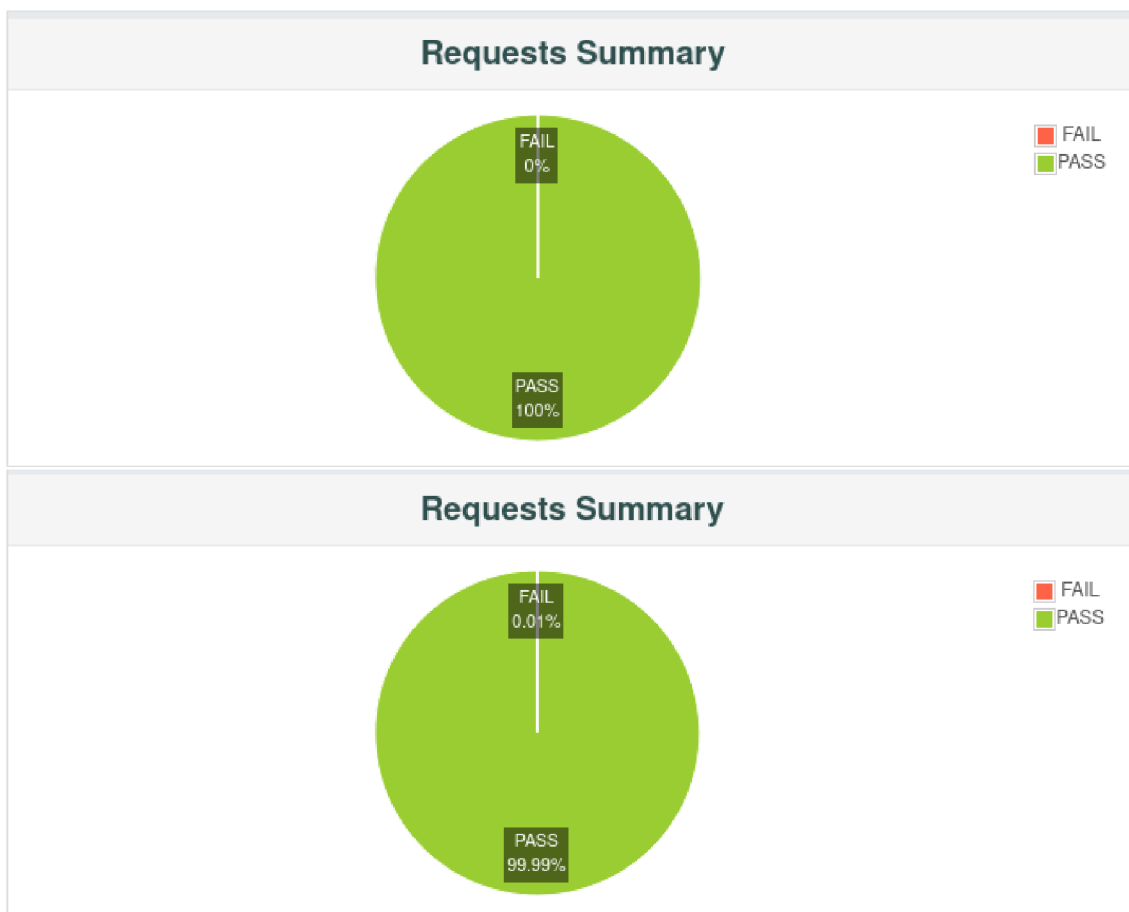 Requests Summary
FAIL
0%
PASS
100%
FAIL
PASS
Requests Summary
FAIL
0.01%
PASS
99.99%
FAIL
PASS